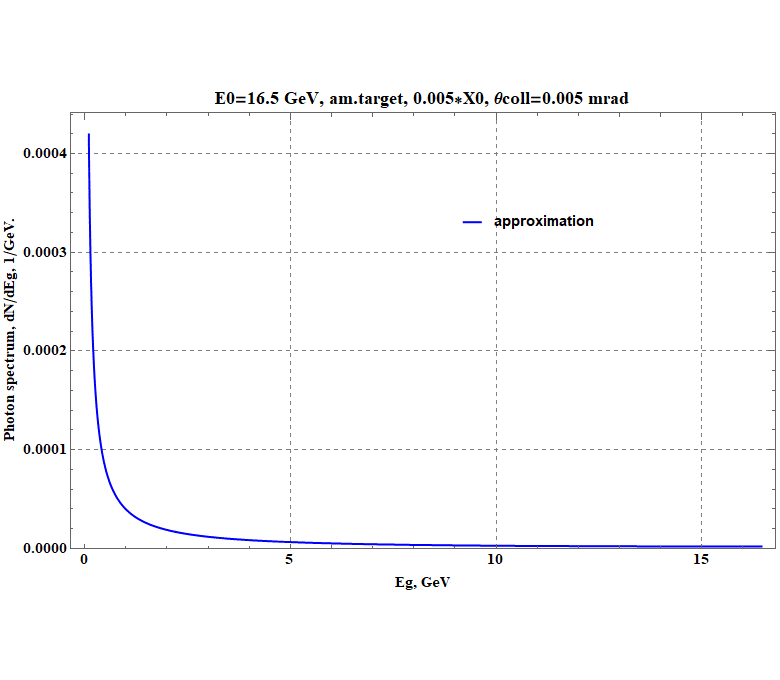 E0=16.5 GeV, am.target, 0.005*X0, θcoll=0.005 mrad
0.0004
approximation
0.0003
0.0002
0.0001
0.0000
0 5 10 15
Eg, GeV
Photon spectrum, dN/dEg, 1/GeV.